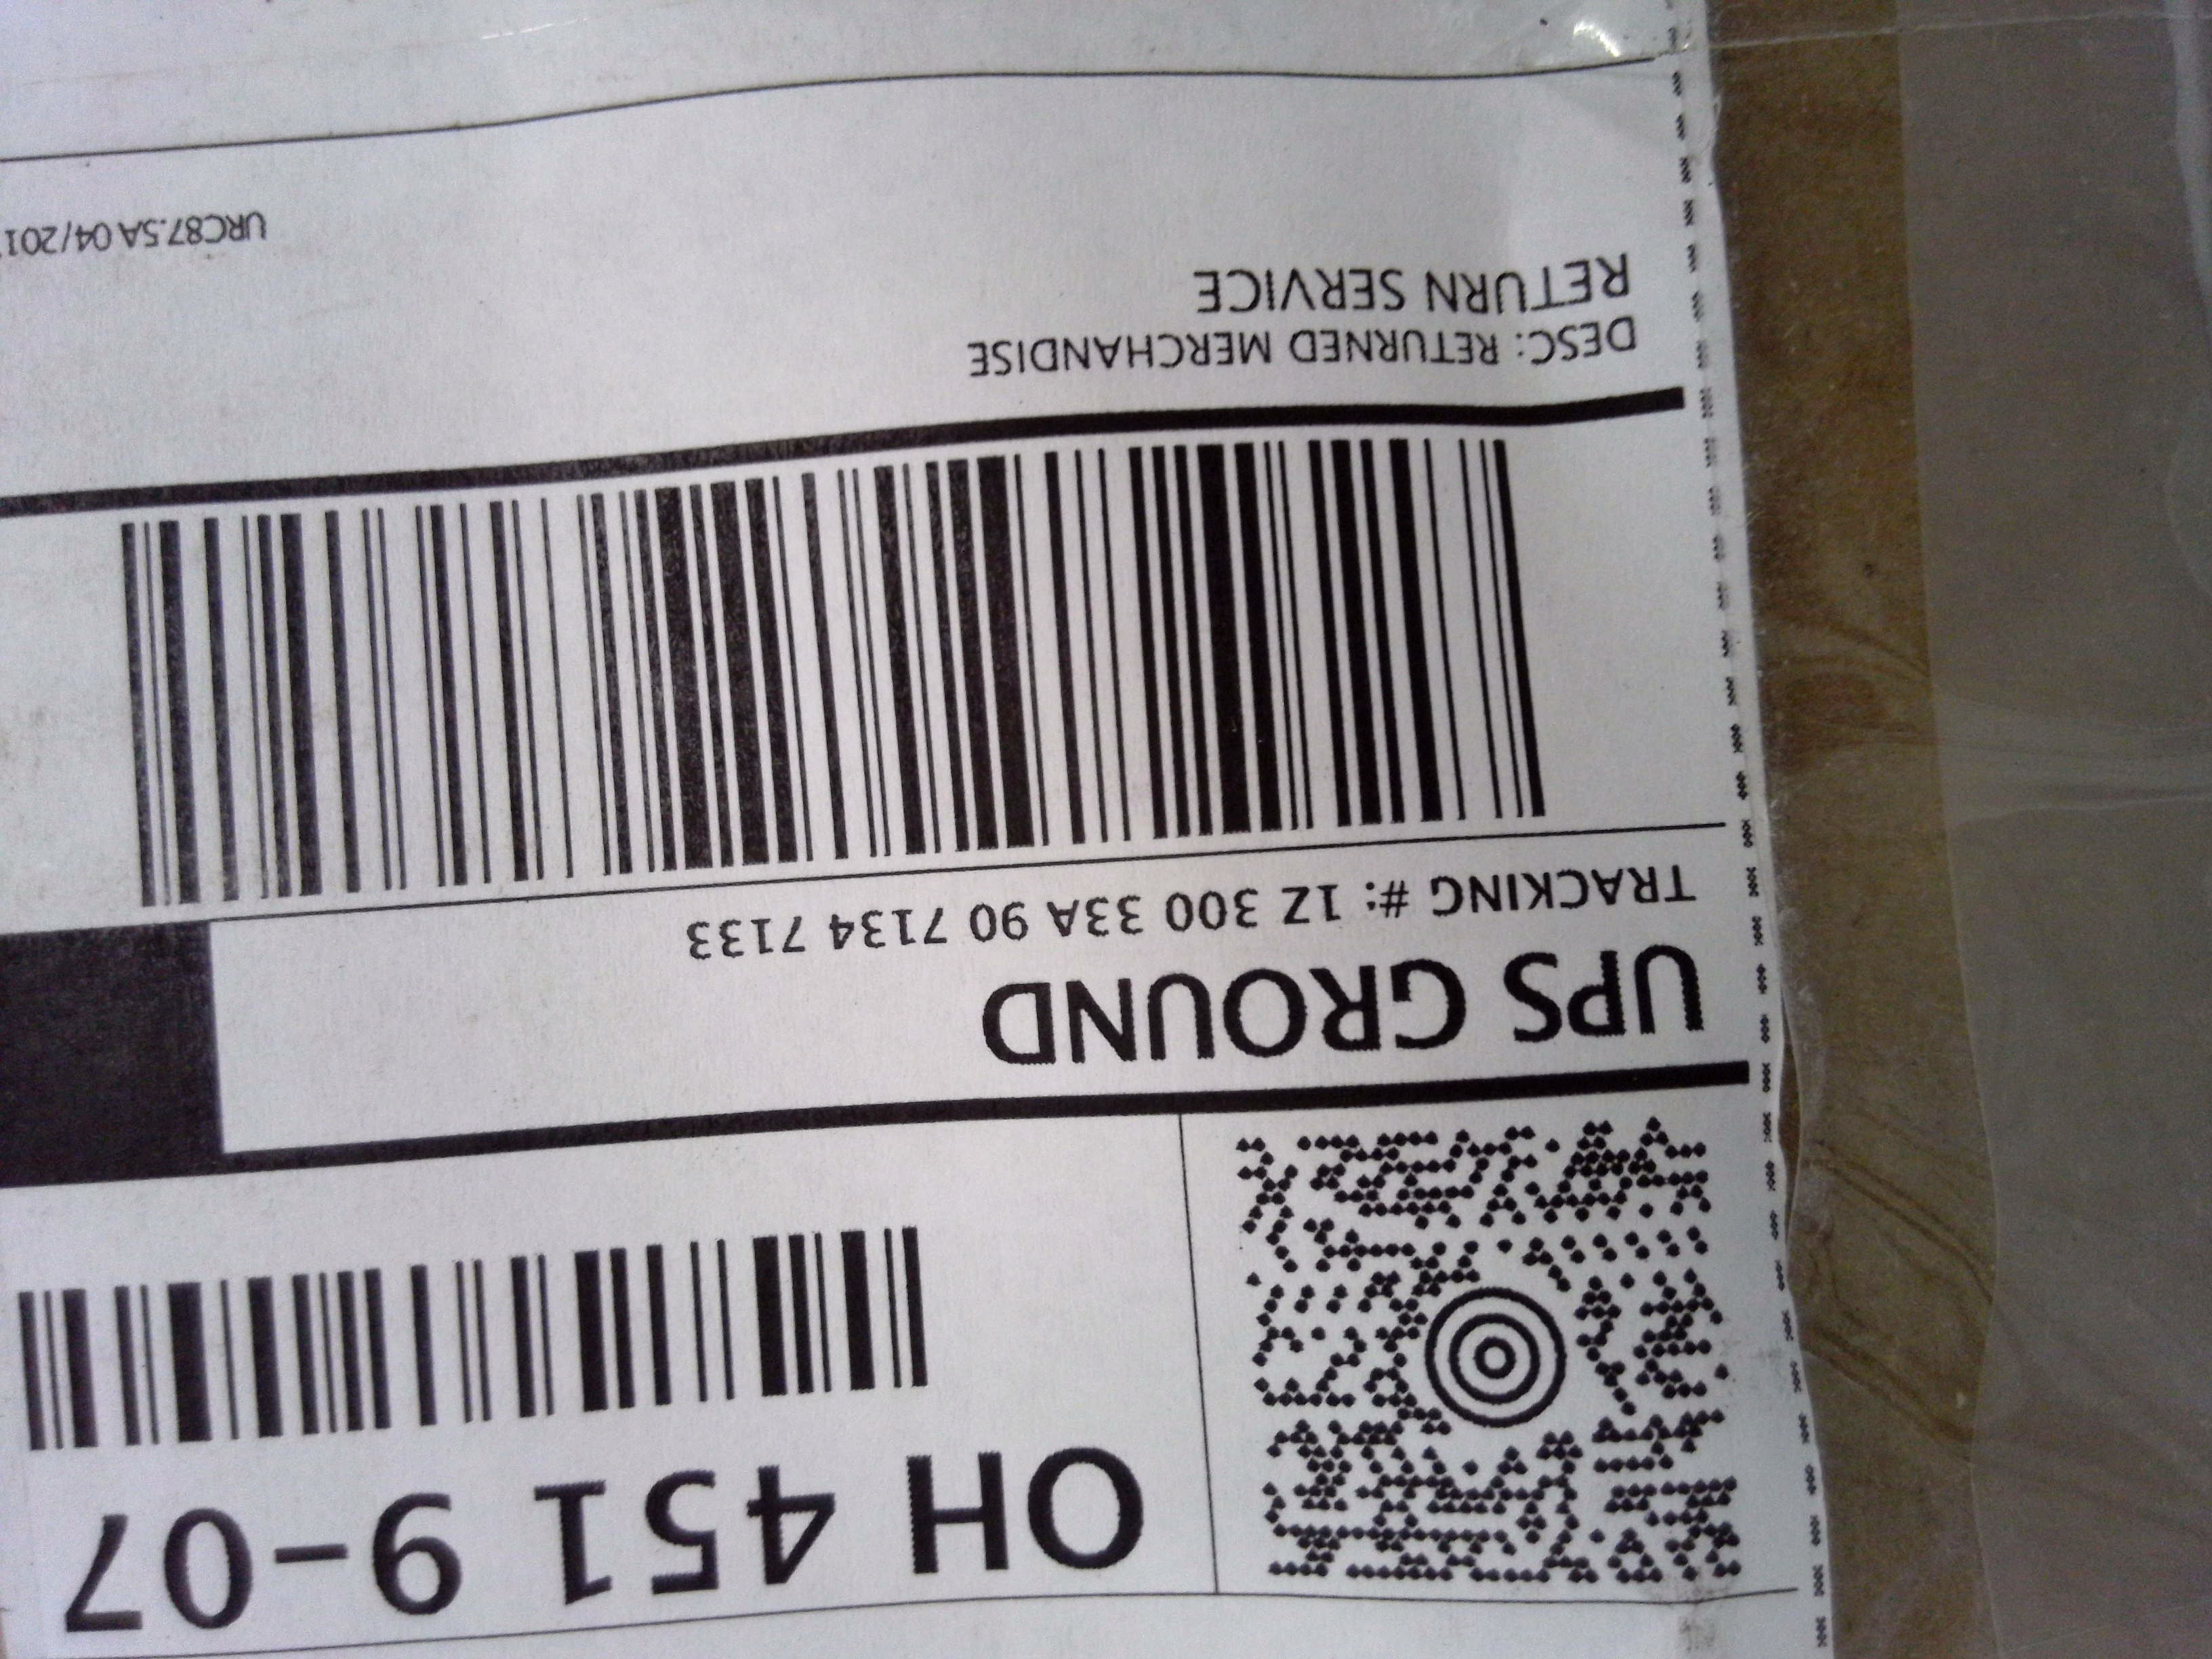 OH 451 9-07
UPS GROUND
TRACKING #: 1Z 300 33A 90 7134 7133
DESC: RETURNED MERCHANDISE
RETURN SERVICE
URC87.5A 04/201